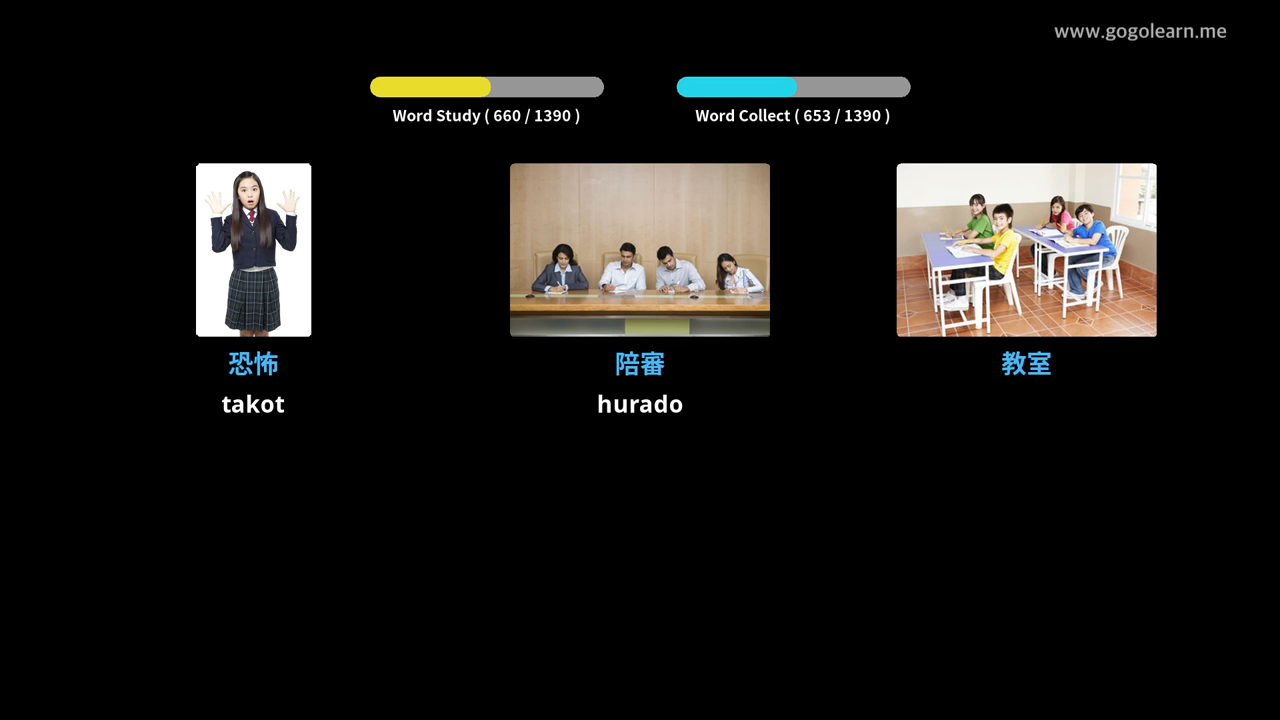 www.gogolearn.me
Word Study ( 660 / 1390 )
Word Collect ( 653 / 1390 )
恐怖
takot
陪審
hurado
教室